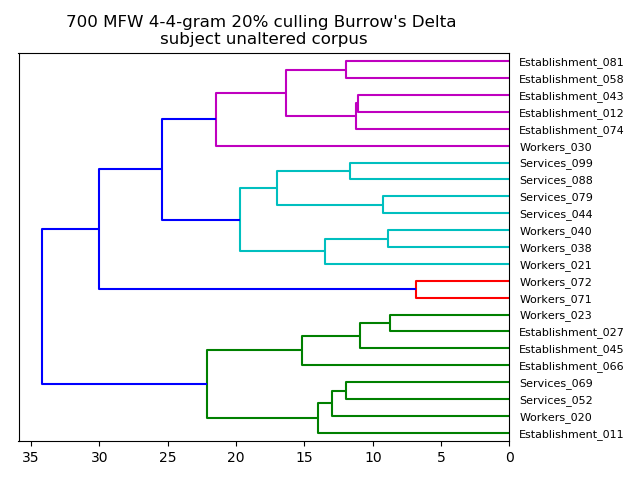 700 MFW 4-4-gram 20% culling Burrow's Delta
subject unaltered corpus
Establishment_081
Establishment_058
Establishment_043
Establishment_012
Establishment_074
Workers_030
Services_099
Services_088
Services_079
Services_044
Workers_040
Workers_038
Workers_021
Workers_072
Workers_071
Workers_023
Establishment_027
Establishment_045
Establishment_066
Services_069
Services_052
Workers_020
Establishment_011
35 30 25 20 15 10 5 0